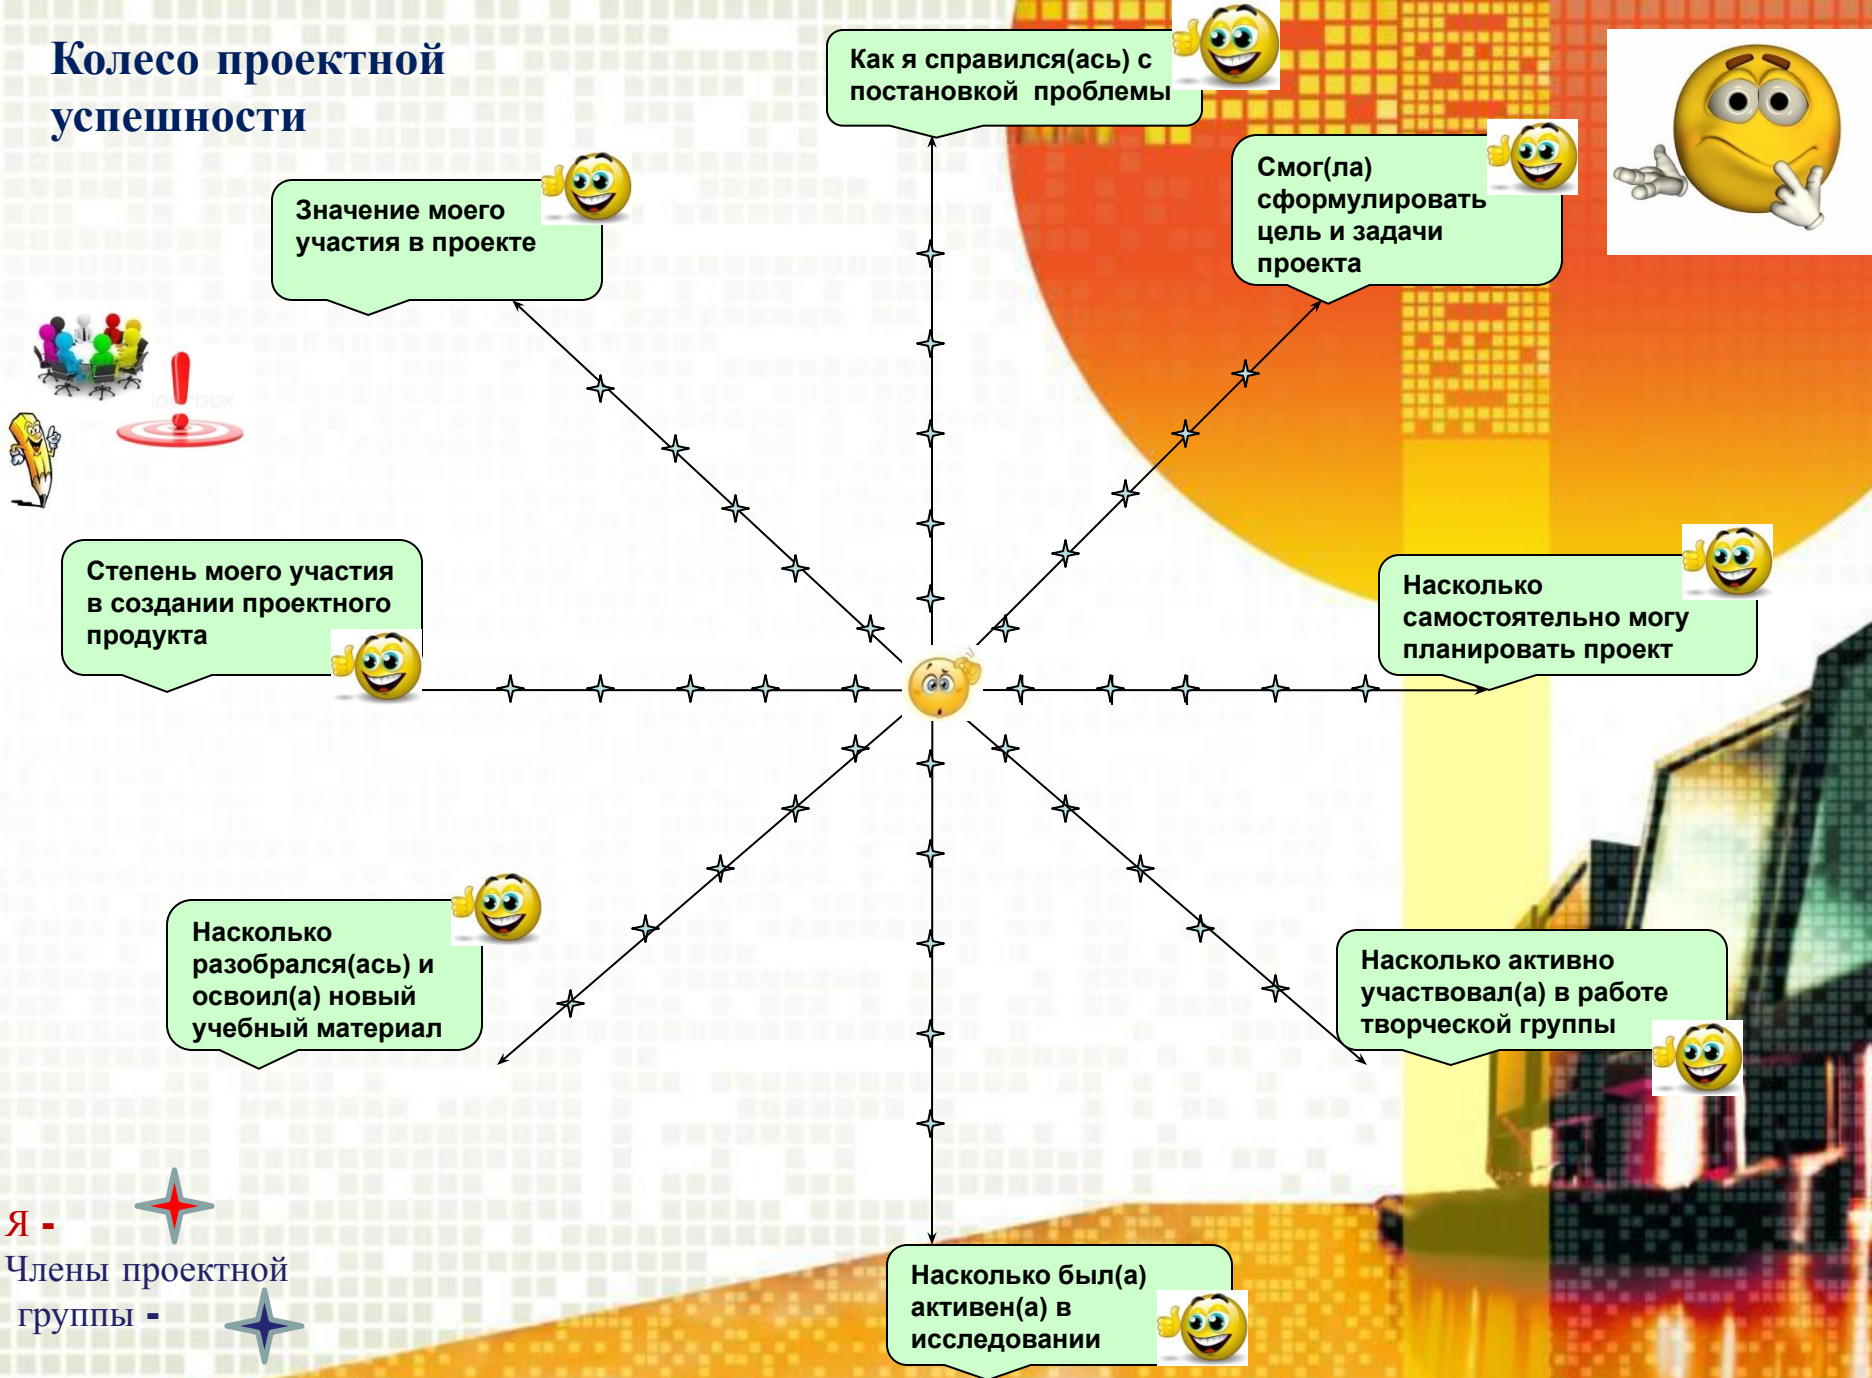 Колесо проектной
успешности
Как я справился(ась) с
постановкой проблемы
Смог(ла)
сформулировать
цель и задачи
проекта
Значение моего
участия в проекте
Степень моего участия
в создании проектного
продукта
Насколько
самостоятельно могу
планировать проект
Насколько
разобрался(ась) и
освоил(а) новый
учебный материал
Насколько активно
участвовал(а) в работе
творческой группы
Насколько был(а)
активен(а) в
исследовании
Я -
Члены проектной
группы -